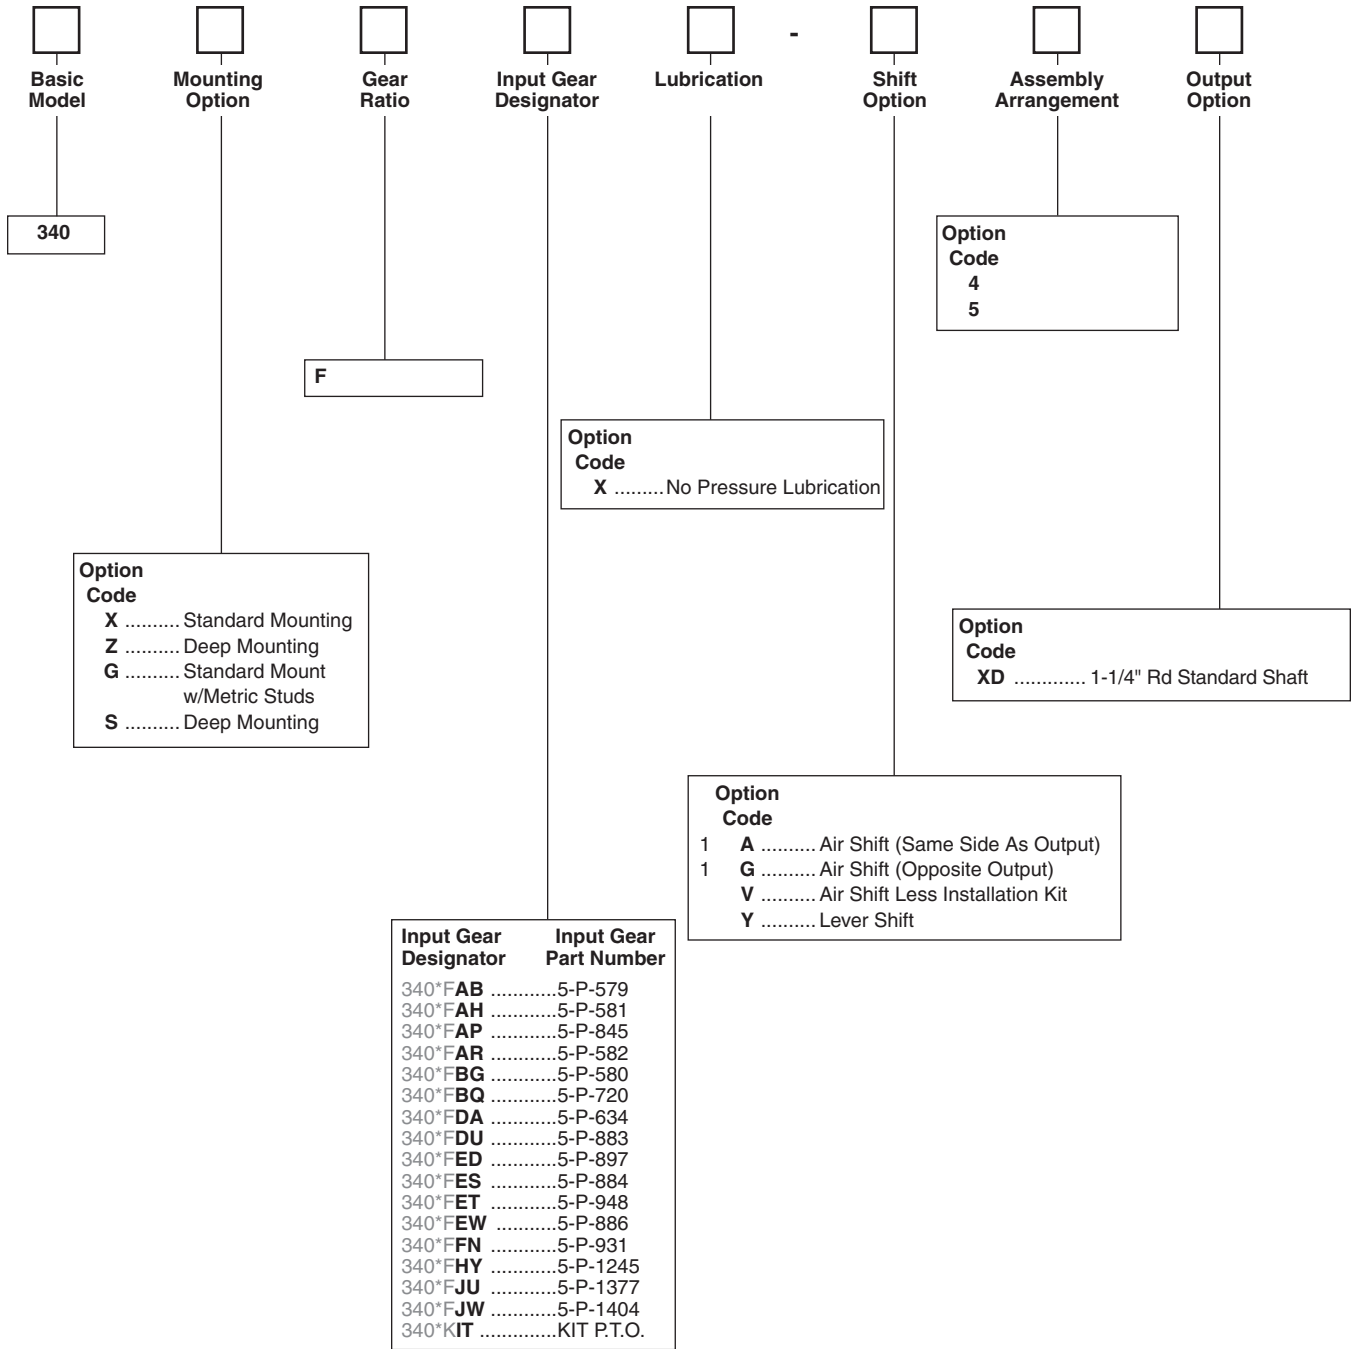 -
Basic Model
Mounting Option
Gear Ratio
Input Gear Designator
Lubrication
Shift Option
Assembly Arrangement
Output Option
340
Option
Code
4
5
F
Option
Code
X .........No Pressure Lubrication
Option
Code
X .......... Standard Mounting
Z .......... Deep Mounting
G .......... Standard Mount
w/Metric Studs
S .......... Deep Mounting
Option
Code
XD ............. 1-1/4" Rd Standard Shaft
Option
Code
1 A .......... Air Shift (Same Side As Output)
1 G .......... Air Shift (Opposite Output)
V .......... Air Shift Less Installation Kit
Y .......... Lever Shift
Input Gear Input Gear
Designator Part Number
340*FAB ............5-P-579
340*FAH ............5-P-581
340*FAP ............5-P-845
340*FAR ............5-P-582
340*FBG ............5-P-580
340*FBQ ............5-P-720
340*FDA ............5-P-634
340*FDU ............5-P-883
340*FED ............5-P-897
340*FES ............5-P-884
340*FET ............5-P-948
340*FEW ...........5-P-886
340*FFN ............5-P-931
340*FHY ............5-P-1245
340*FJU ............5-P-1377
340*FJW ............5-P-1404
340*KIT ..............KIT P.T.O.